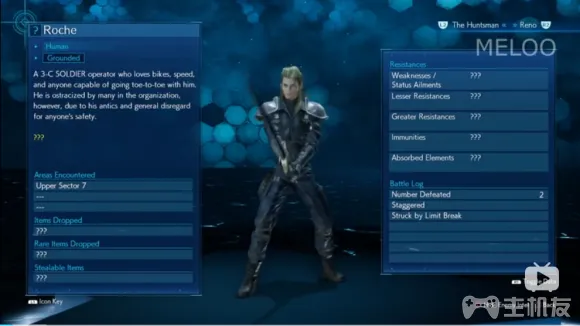 ? Roche
Human
Grounded
A 3-C SOLDIER operator who loves bikes, speed,
and anyone capable of going toe-to-toe with him.
He is ostracized by many in the organization,
however, due to his antics and general disregard
for anyone's safety.
???
Areas Encountered
Upper Sector 7
---
---
Items Dropped
???
Rare Items Dropped
???
Stealable Items
???
Icon Key
The Huntsman
Reno
MELOO
Resistances
Weaknesses / ???
Status Ailments
Lesser Resistances ???
Greater Resistances ???
Immunities ???
Absorbed Elements ???
Battle Log
Number Defeated 2
Staggered
Struck by Limit Break
主机友